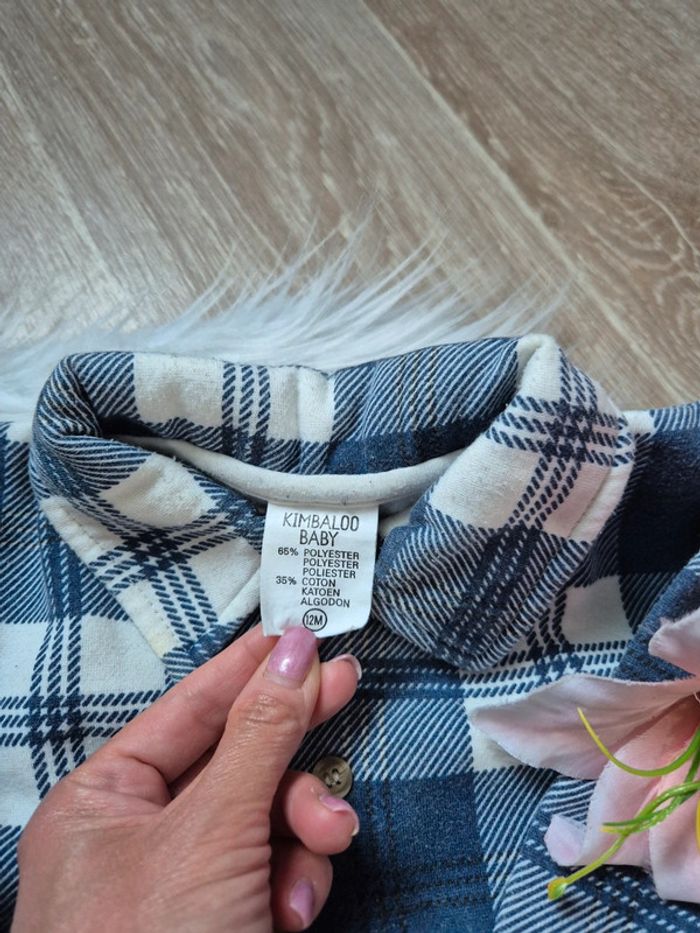 KIMBALOO
BABY
65% POLYESTER
POLYESTER
POLIESTER
35% COTON
KATOEN
ALGODON
12M